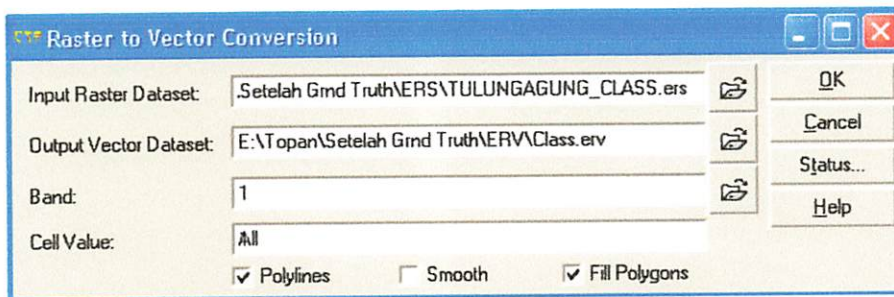 Raster to Vector Conversion
Input Raster Dataset: .Setelah Grnd Truth\ERS\TULUNGAGUNG_CLASS.ers OK
Output Vector Dataset: E:\Topan\Setelah Grnd Truth\ERV\Class.erv Cancel
Status...
Band: 1
Help
Cell Value: All
Polylines Smooth Fill Polygons